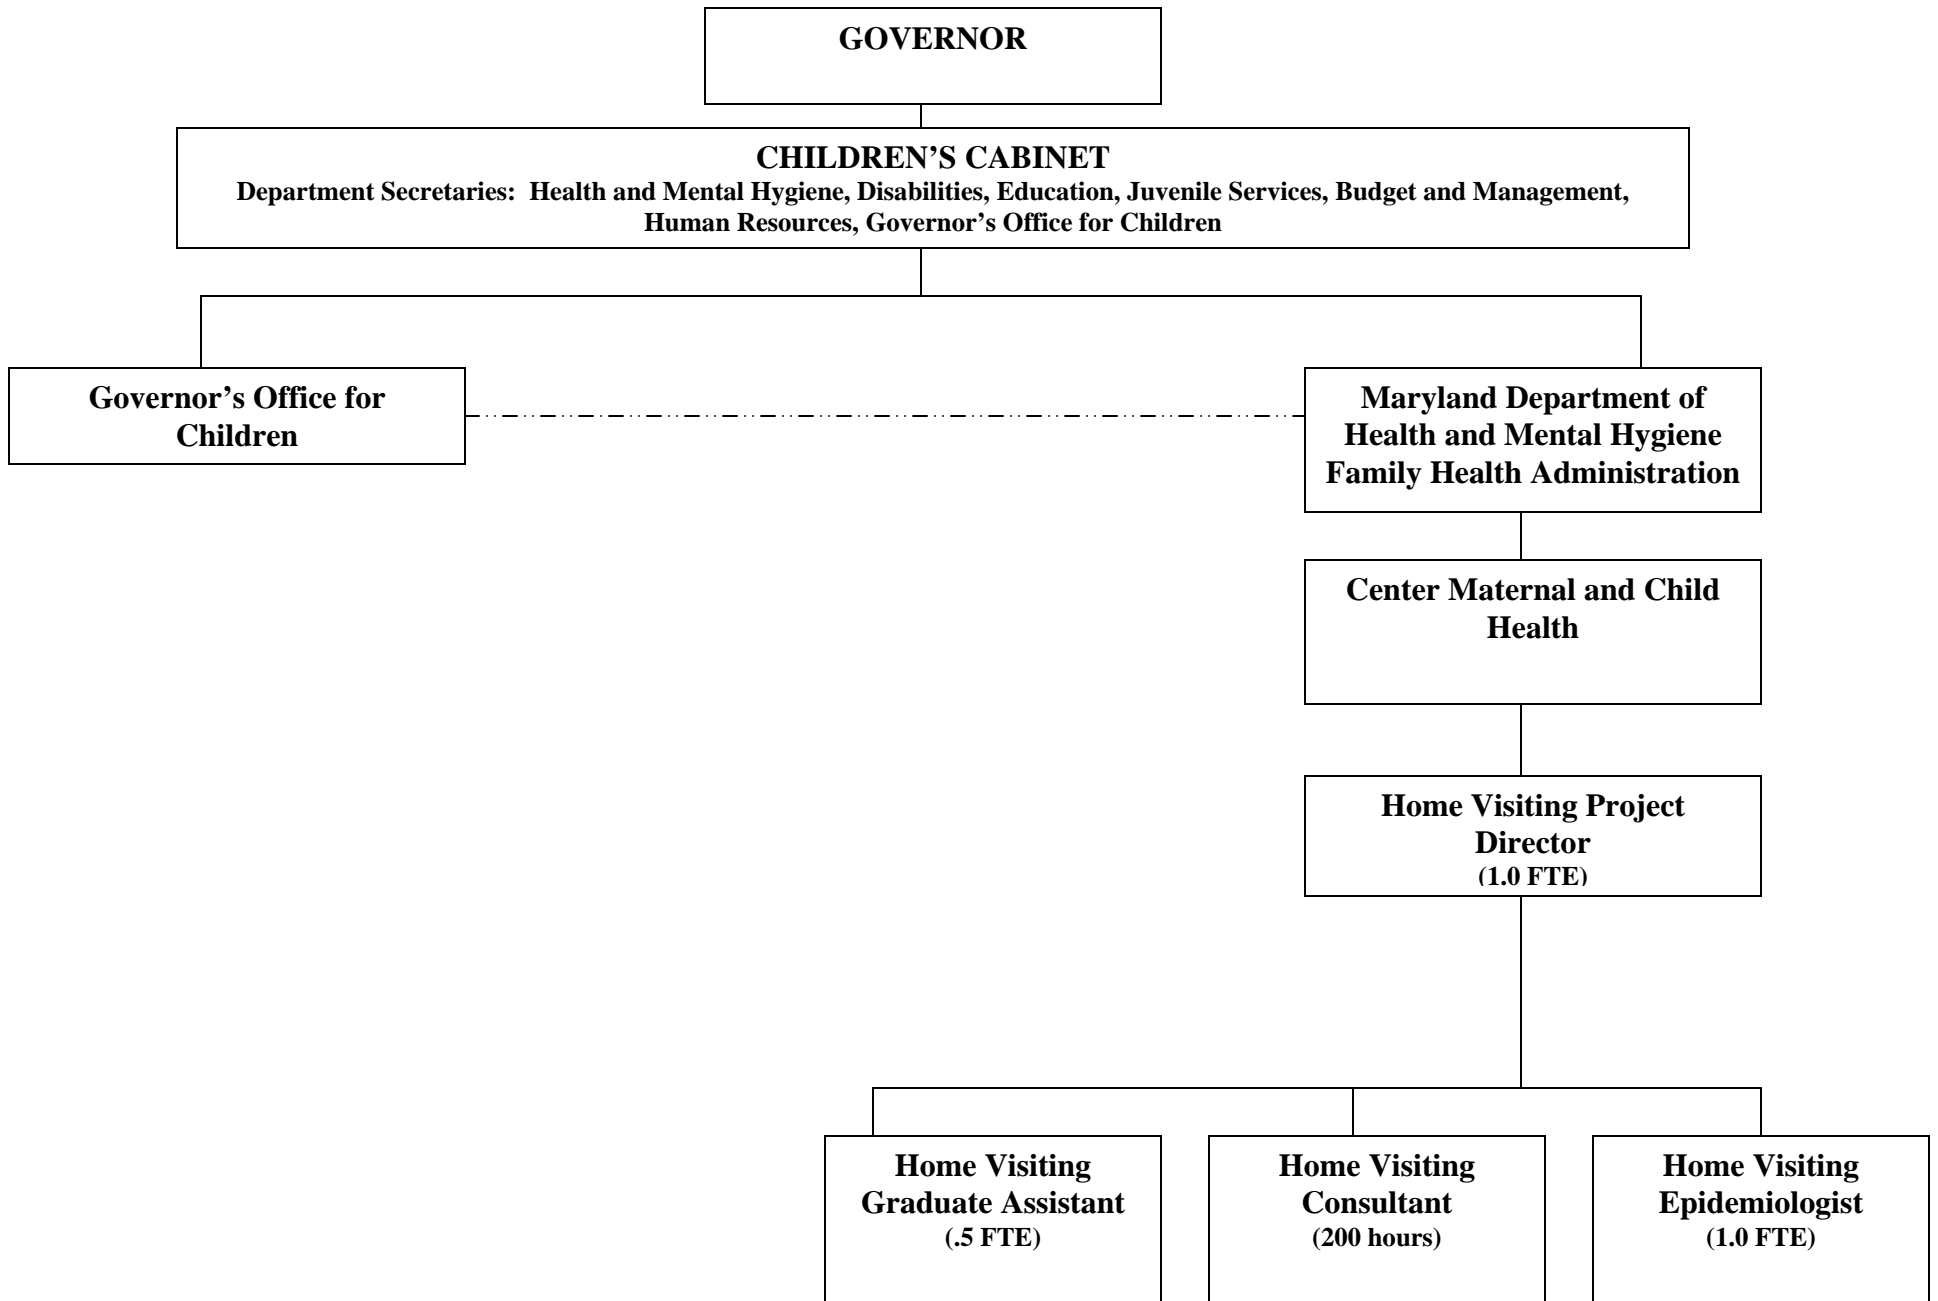 GOVERNOR
CHILDREN’S CABINET
Department Secretaries:  Health and Mental Hygiene, Disabilities, Education, Juvenile Services, Budget and Management,
Human Resources, Governor’s Office for Children
Governor’s Office for
Children
Maryland Department of
Health and Mental Hygiene
Family Health Administration
Center Maternal and Child
Health
Home Visiting Project
Director
(1.0 FTE)
Home Visiting
Graduate Assistant
(.5 FTE)
Home Visiting
Consultant
(200 hours)
Home Visiting
Epidemiologist
(1.0 FTE)